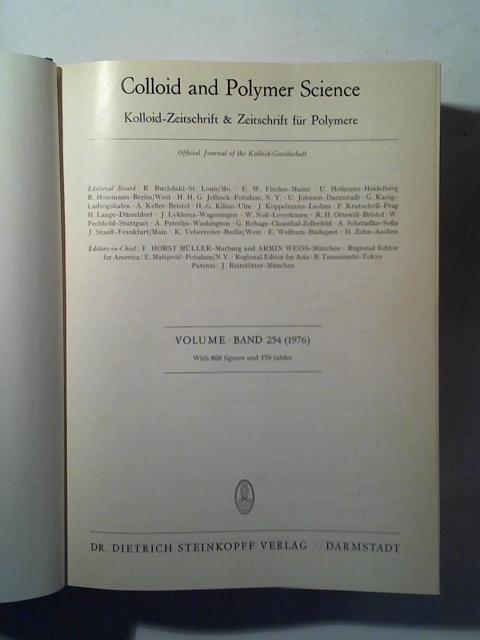 Colloid and Polymer Science
Kolloid-Zeitschrift & Zeitschrift für Polymere
Official Journal of the Kolloid-Gesellschaft
Editorial Board: R. Buchdahl-St. Louis/Mo. · E. W. Fischer-Mainz · U. Hofmann-Heidelberg
R. Hosemann-Berlin/West · H. H. G. Jellinek-Potsdam, N. Y. · U. Johnsen-Darmstadt · G. Kanig-
Ludwigshafen · A. Keller-Bristol · H.-G. Kilian-Ulm · J. Koppelmann-Leoben · P. Kratochvíl-Prag
H. Lange-Düsseldorf · J. Lyklema-Wageningen · W. Noll-Leverkusen · R. H. Ottewill-Bristol · W.
Pechhold-Stuttgart · A. Peterlin-Washington · G. Rehage-Clausthal-Zellerfeld · A. Scheludko-Sofia
J. Stauff-Frankfurt/Main · K. Ueberreiter-Berlin/West · E. Wolfram-Budapest · H. Zahn-Aachen
Editors-in-Chief: F. HORST MÜLLER-Marburg and ARMIN WEISS-München · Regional Editor
for America: E. Matijević-Potsdam/N Y · Regional Editor for Asia: B. Tamamushi-Tokyo
Patents: J. Reitstötter-München
VOLUME · BAND 254 (1976)
With 820 figures and 170 tables
DR. DIETRICH STEINKOPFF VERLAG · DARMSTADT